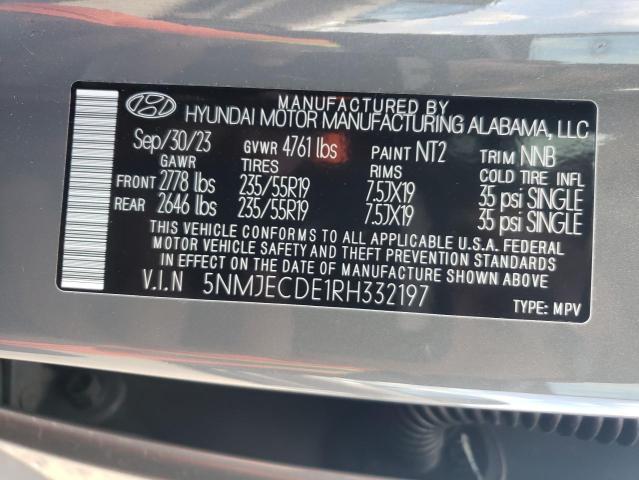 MANUFACTURED BY
HYUNDAI MOTOR MANUFACTURING ALABAMA, LLC
Sep/30/23 GVWR 4761 lbs PAINT NT2 TRIM NNB
GAWR TIRES RIMS COLD TIRE INFL
FRONT 2778 lbs 235/55R19 7.5JX19 35 psi SINGLE
REAR 2646 lbs 235/55R19 7.5JX19 35 psi SINGLE
THIS VEHICLE CONFORMS TO ALL APPLICABLE U.S.A. FEDERAL
MOTOR VEHICLE SAFETY AND THEFT PREVENTION STANDARDS
IN EFFECT ON THE DATE OF MANUFACTURE SHOWN ABOVE.
V.I.N 5NMJECDE1RH332197 TYPE: MPV